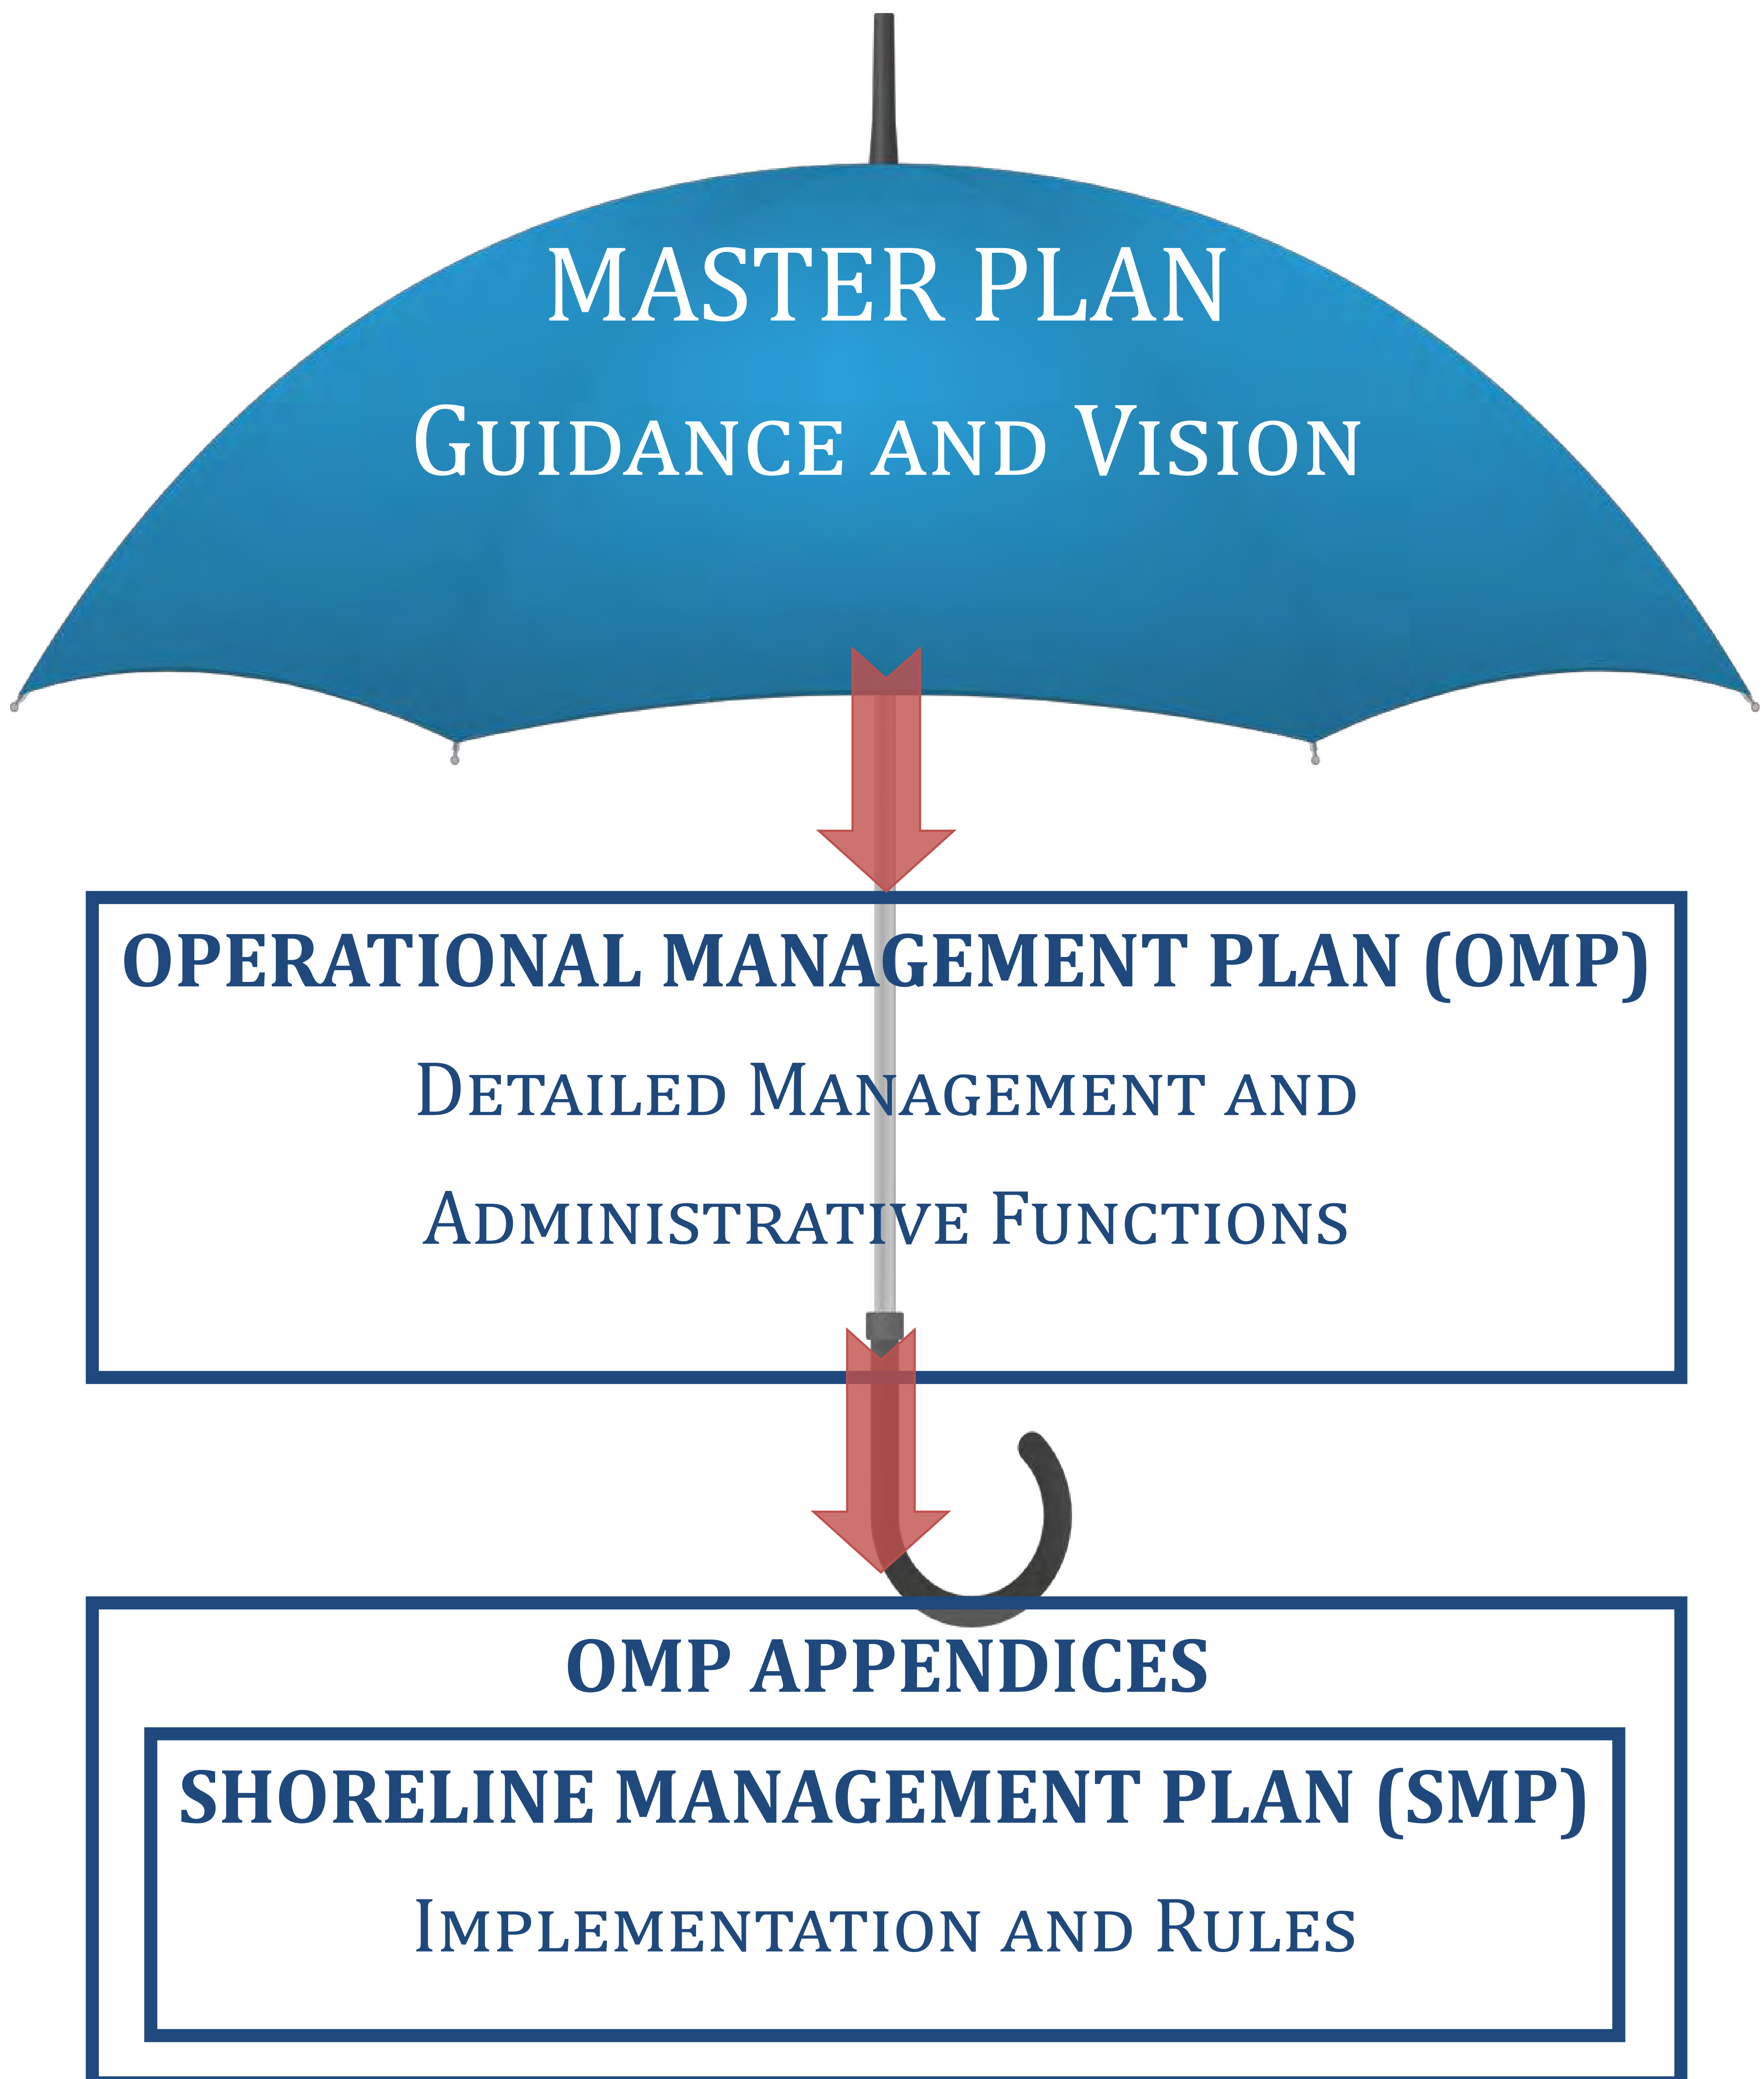 MASTER PLAN
GUIDANCE AND VISION
OPERATIONAL MANAGEMENT PLAN (OMP)
DETAILED MANAGEMENT AND
ADMINISTRATIVE FUNCTIONS
OMP APPENDICES
SHORELINE MANAGEMENT PLAN (SMP)
IMPLEMENTATION AND RULES